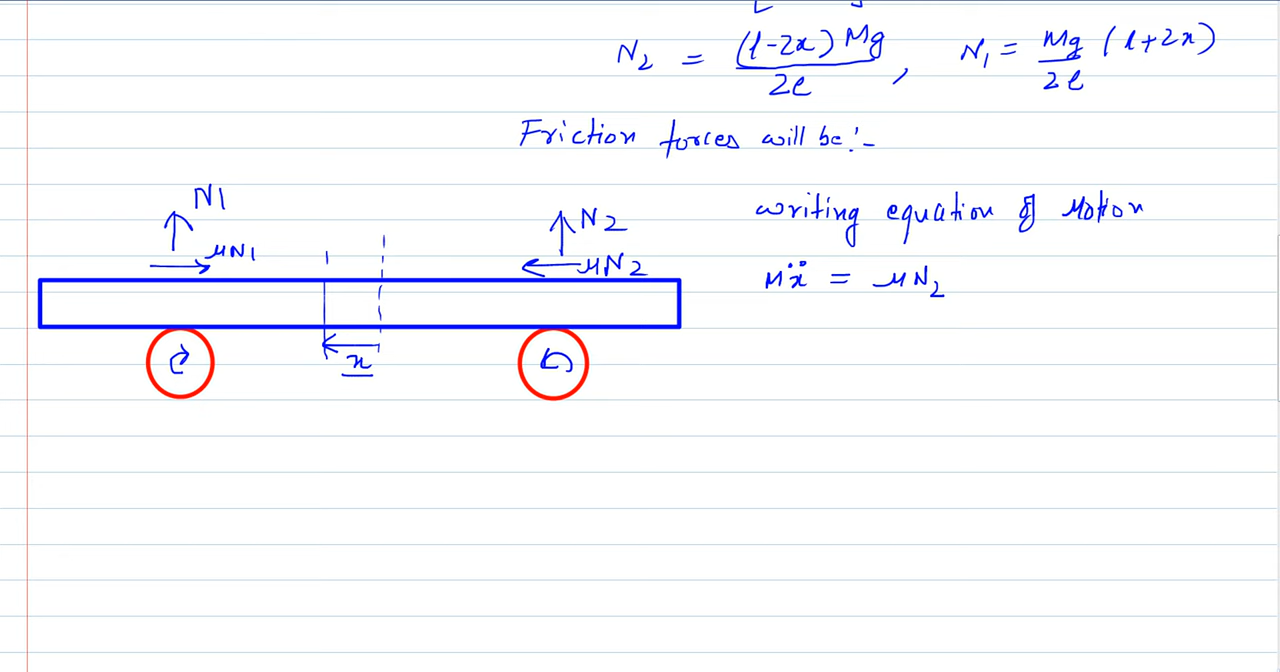 N2 = (l-2x)Mg / 2l , N1 = Mg / 2l (l+2x)
Friction forces will be :-
writing equation of Motion
Mẍ = μN2
N1
μN1
N2
μN2
x